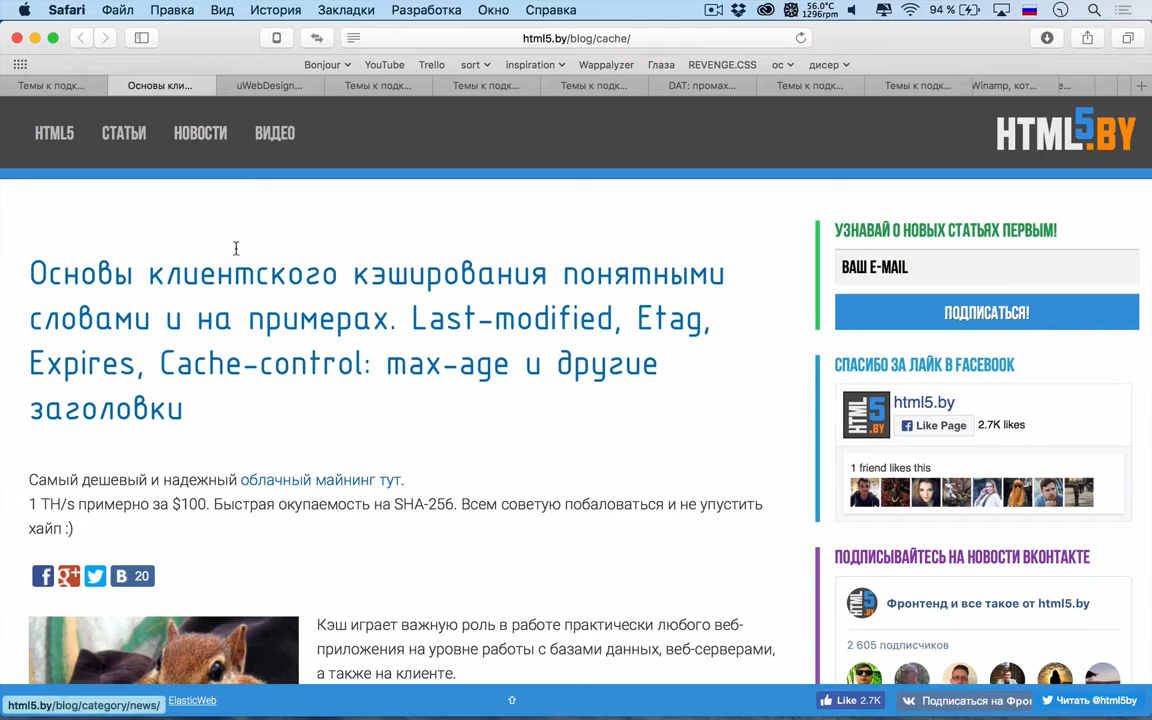 Safari Файл Правка Вид История Закладки Разработка Окно Справка 56.0°C 1296rpm 94 %
html5.by/blog/cache/
Bonjour YouTube Trello sort inspiration Wappalyzer Глаза REVENGE.CSS ос дисер
Темы к подк... Основы кли... uWebDesign... Темы к подк... Темы к подк... Темы к подк... DAT: промах... Темы к подк... Темы к подк... Winamp, кот... е...
HTML5 СТАТЬИ НОВОСТИ ВИДЕО HTML5.BY
Основы клиентского кэширования понятными
словами и на примерах. Last-modified, Etag,
Expires, Cache-control: max-age и другие
заголовки
Самый дешевый и надежный облачный майнинг тут.
1 TH/s примерно за $100. Быстрая окупаемость на SHA-256. Всем советую побаловаться и не упустить
хайп :)
20
Кэш играет важную роль в работе практически любого веб-
приложения на уровне работы с базами данных, веб-серверами,
а также на клиенте.
УЗНАВАЙ О НОВЫХ СТАТЬЯХ ПЕРВЫМ!
ВАШ E-MAIL
ПОДПИСАТЬСЯ!
СПАСИБО ЗА ЛАЙК В FACEBOOK
HTML5.BY
html5.by
Like Page 2.7K likes
1 friend likes this
ПОДПИСЫВАЙТЕСЬ НА НОВОСТИ ВКОНТАКТЕ
Фронтенд и все такое от html5.by
2 605 подписчиков
html5.by/blog/category/news/ ElasticWeb Like 2.7K Подписаться на Фрон Читать @html5by